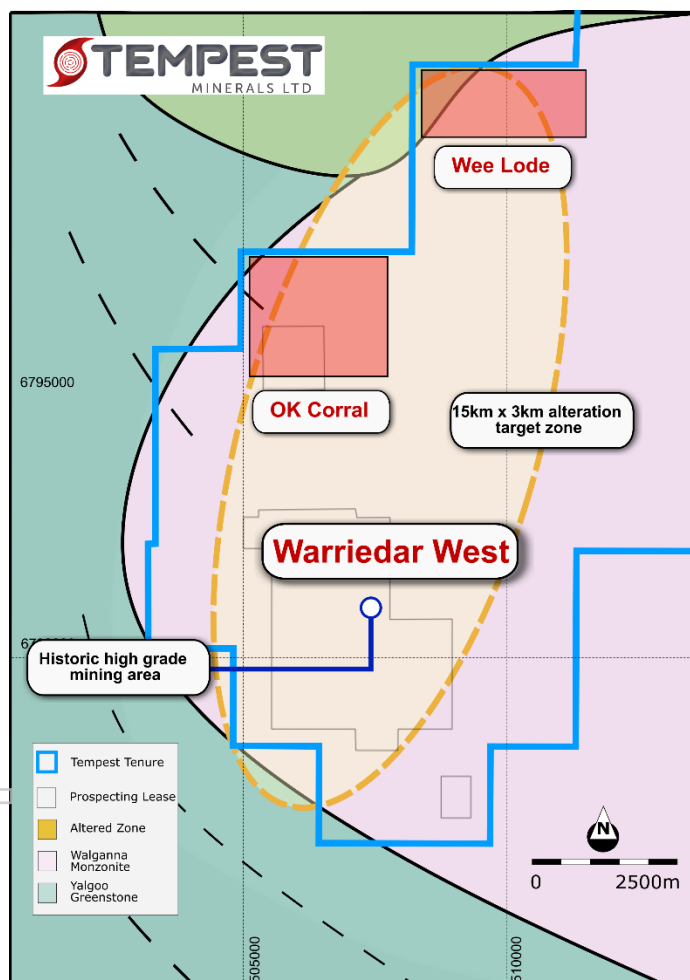 TEMPEST
MINERALS LTD
Wee Lode
6795000
OK Corral
15km x 3km alteration
target zone
Warriedar West
Historic high grade
mining area
Tempest Tenure
Prospecting Lease
Altered Zone
Walganna
Monzonite
Yalgoo
Greenstone
N
0 2500m
510000